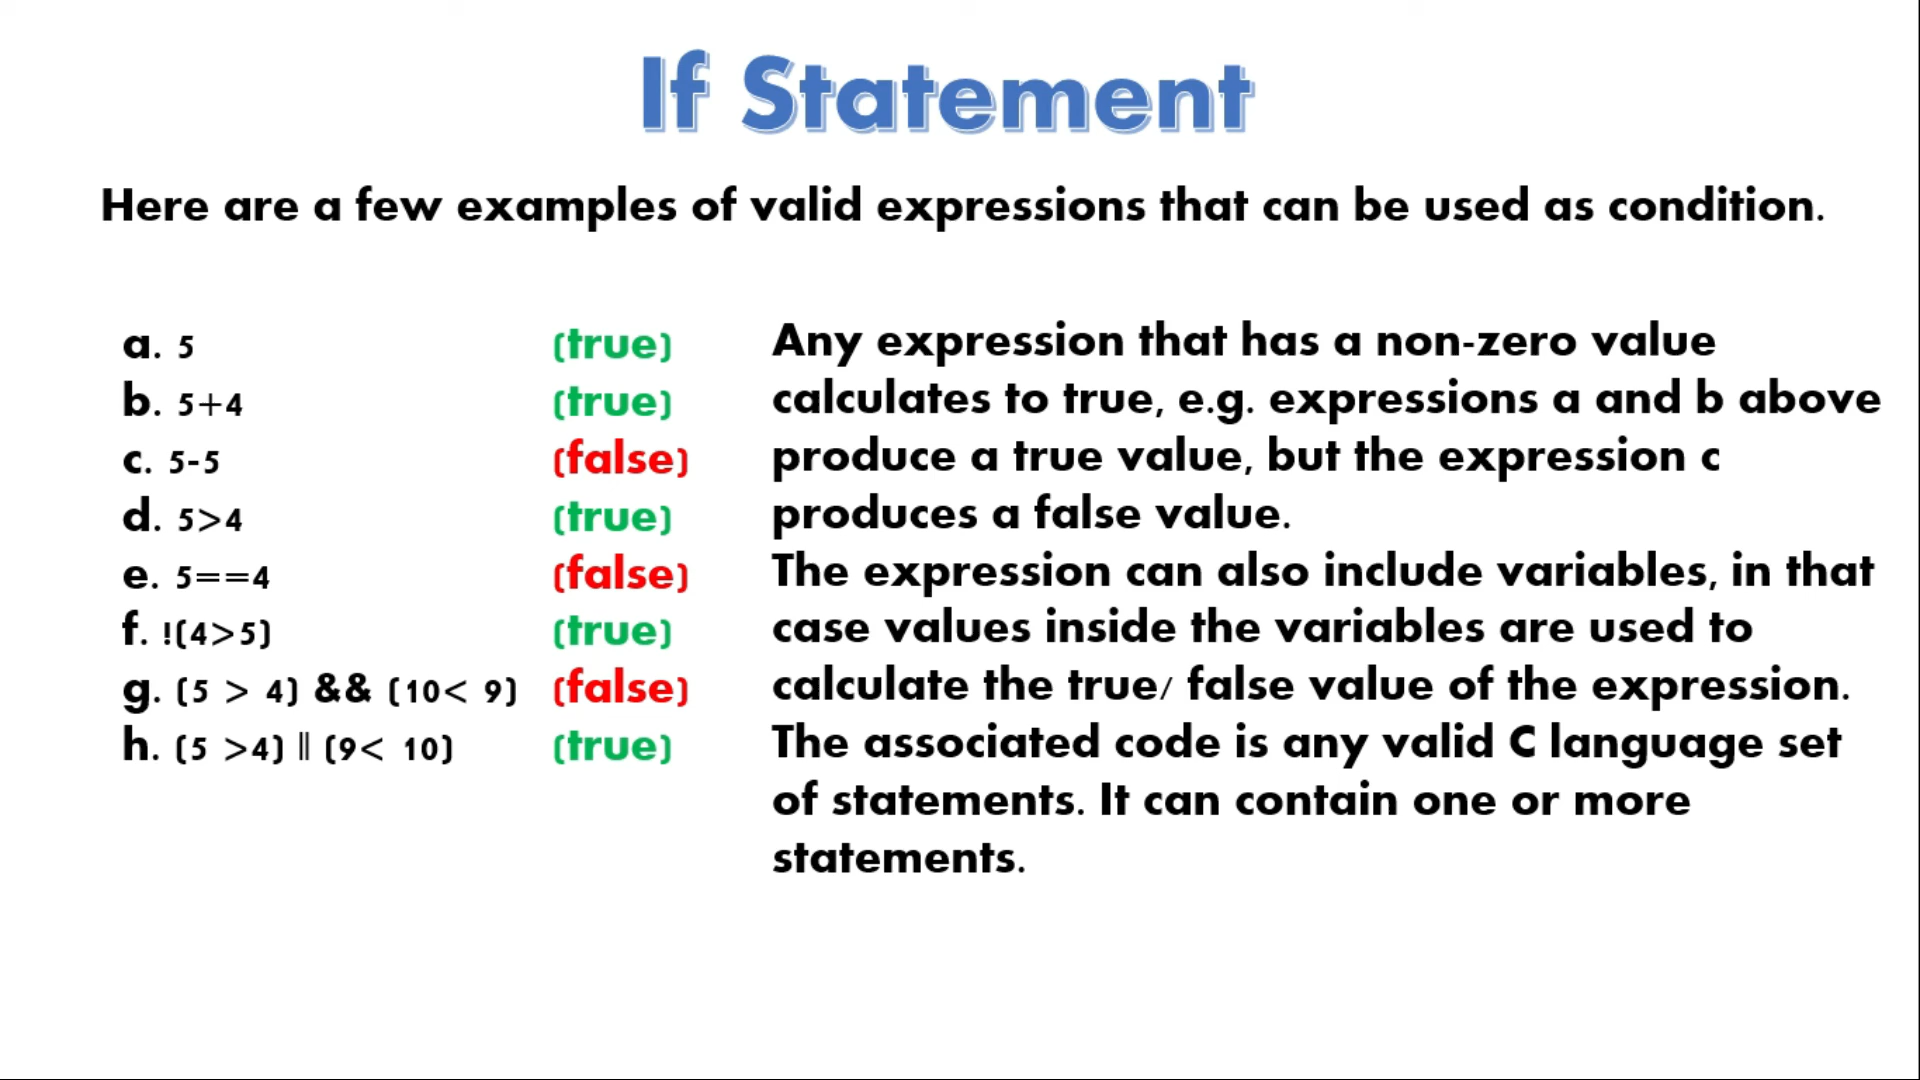 If Statement
Here are a few examples of valid expressions that can be used as condition.
a. 5 (true)
b. 5+4 (true)
c. 5-5 (false)
d. 5>4 (true)
e. 5==4 (false)
f. !(4>5) (true)
g. (5 > 4) && (10< 9) (false)
h. (5 >4) || (9< 10) (true)
Any expression that has a non-zero value
calculates to true, e.g. expressions a and b above
produce a true value, but the expression c
produces a false value.
The expression can also include variables, in that
case values inside the variables are used to
calculate the true/ false value of the expression.
The associated code is any valid C language set
of statements. It can contain one or more
statements.